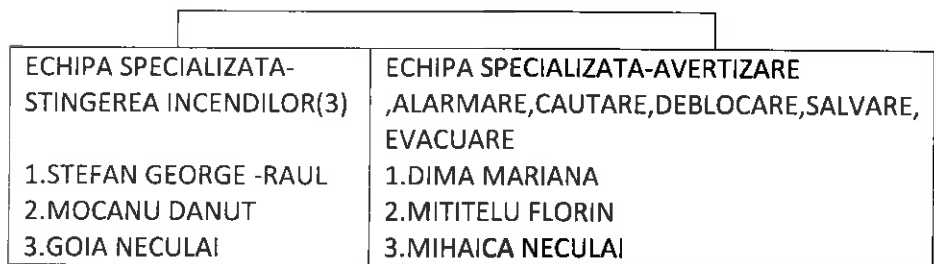 ECHIPA SPECIALIZATA-
STINGEREA INCENDILOR(3)
1.STEFAN GEORGE -RAUL
2.MOCANU DANUT
3.GOIA NECULAI
ECHIPA SPECIALIZATA-AVERTIZARE
,ALARMARE,CAUTARE,DEBLOCARE,SALVARE,
EVACUARE
1.DIMA MARIANA
2.MITITELU FLORIN
3.MIHAICA NECULAI